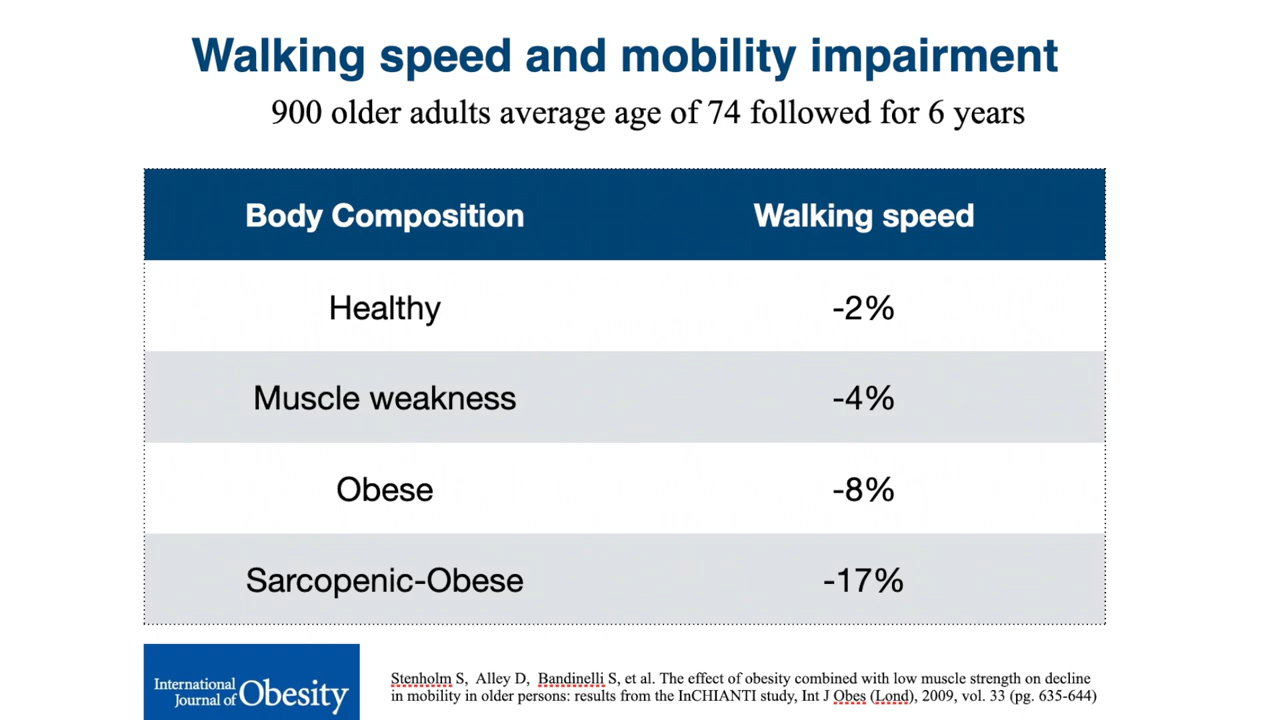 Walking speed and mobility impairment
900 older adults average age of 74 followed for 6 years
Body Composition Walking speed
Healthy -2%
Muscle weakness -4%
Obese -8%
Sarcopenic-Obese -17%
International
Journal of Obesity
Stenholm S, Alley D, Bandinelli S, et al. The effect of obesity combined with low muscle strength on decline
in mobility in older persons: results from the InCHIANTI study, Int J Obes (Lond), 2009, vol. 33 (pg. 635-644)